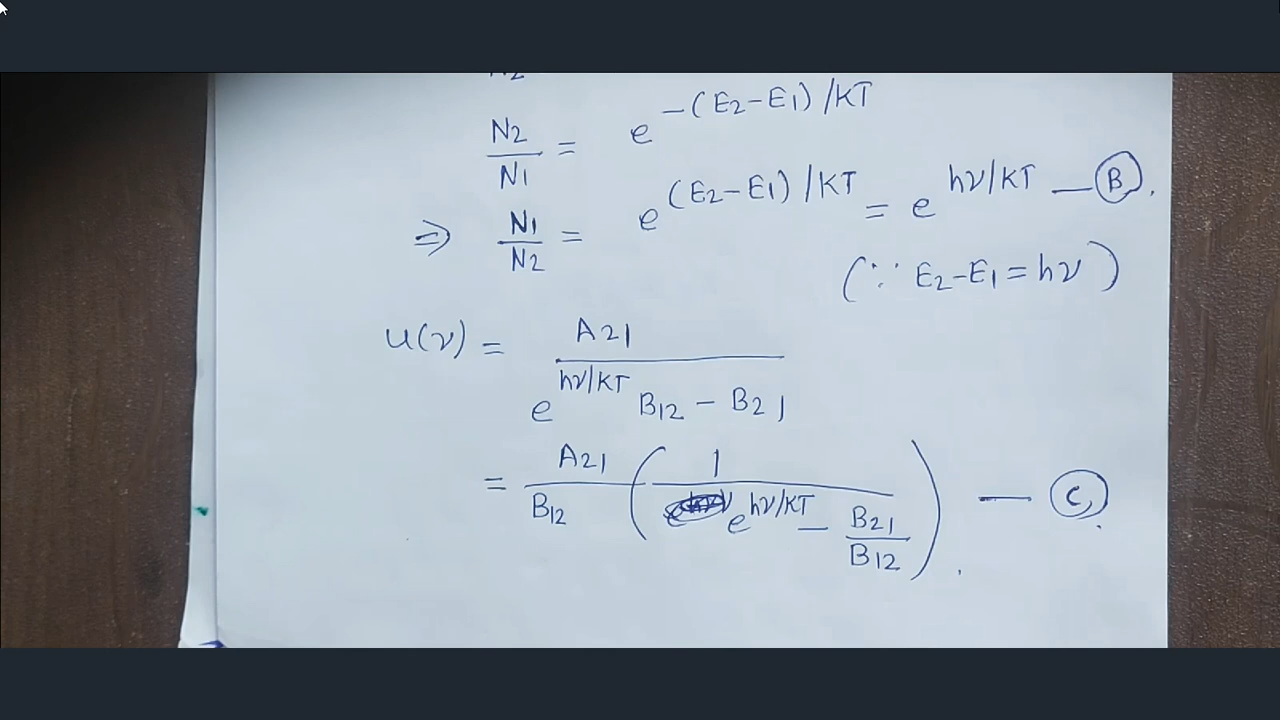 N2/N1 = e^-(E2-E1)/KT
⇒ N1/N2 = e^(E2-E1)/KT = e^hν/KT — (B).
(∵ E2-E1 = hν)
u(ν) = A21 / e^hν/KT B12 - B21
= A21/B12 ( 1 / e^hν/KT - B21/B12 ) — (C).